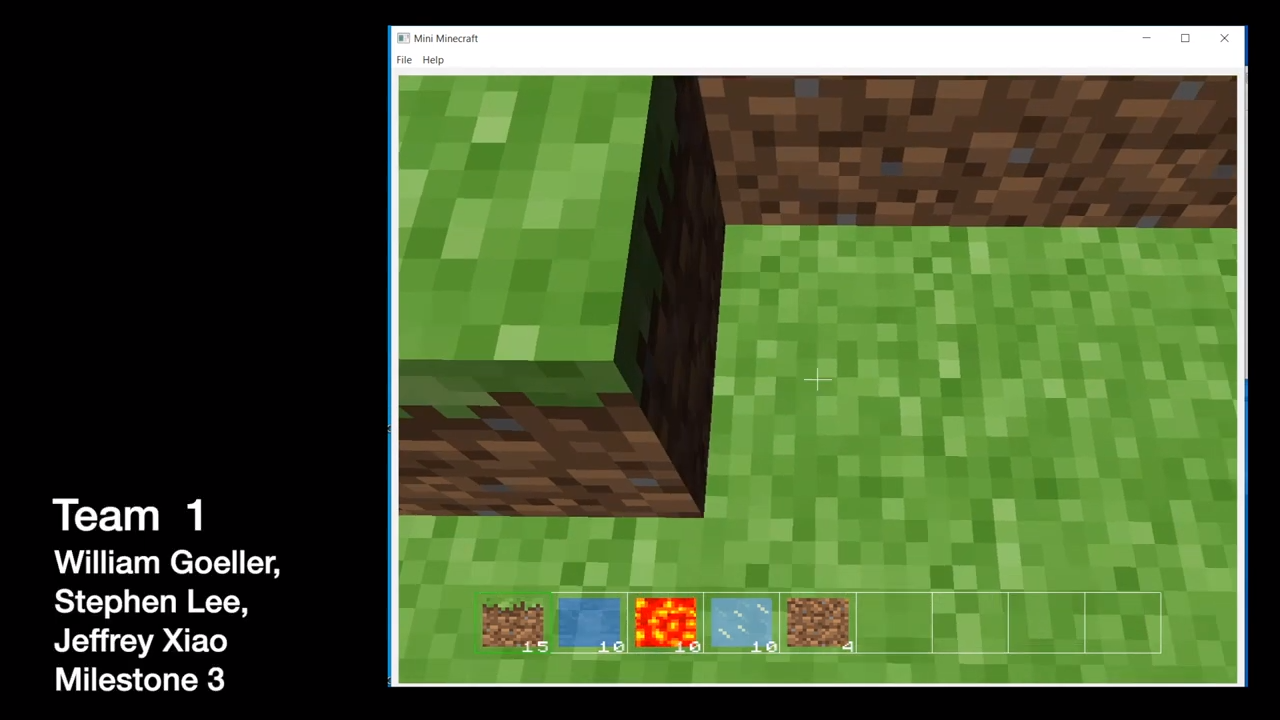 Mini Minecraft
File Help
Team 1
William Goeller,
Stephen Lee,
Jeffrey Xiao
Milestone 3
15 10 10 10 4